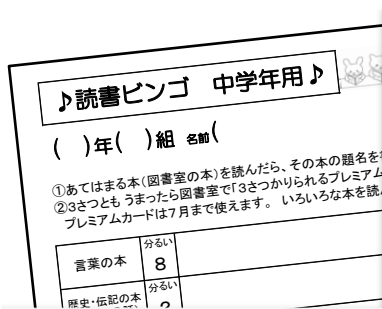 ♪読書ビンゴ 中学年用♪
( )年( )組 名前(
①あてはまる本(図書室の本)を読んだら、その本の題名を
②3さつとも うまったら図書室で「3さつかりられるプレミアム
プレミアムカードは7月まで使えます。 いろいろな本を読
言葉の本
分るい
8
歴史・伝記の本
分るい